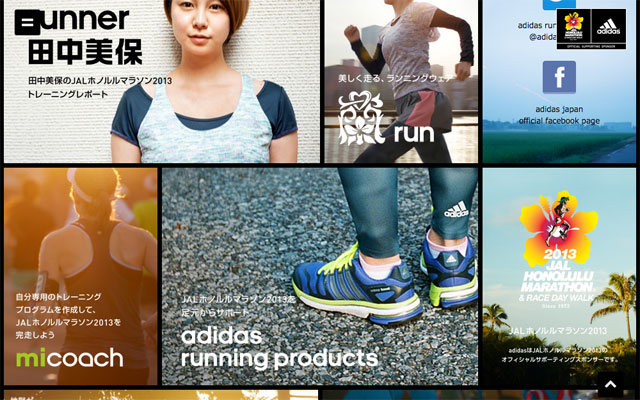 =unner
田中美保
田中美保のJALホノルルマラソン2013
トレーニングレポート
美しく走る、ランニングウェア
run
adidas run
@adida
adidas
OFFICIAL SUPPORTING SPONSOR
f
adidas japan
official facebook page
自分専用のトレーニング
プログラムを作成して、
JALホノルルマラソン2013を
完走しよう
micoach
adidas
JALホノルルマラソン2013を
足元からサポート
adidas
running products
2013
JAL
HONOLULU
MARATHON
& RACE DAY WALK
Since 1973
JALホノルルマラソン2013
adidasはJALホノルルマラソン2013の
オフィシャルサポーティングスポンサーです。